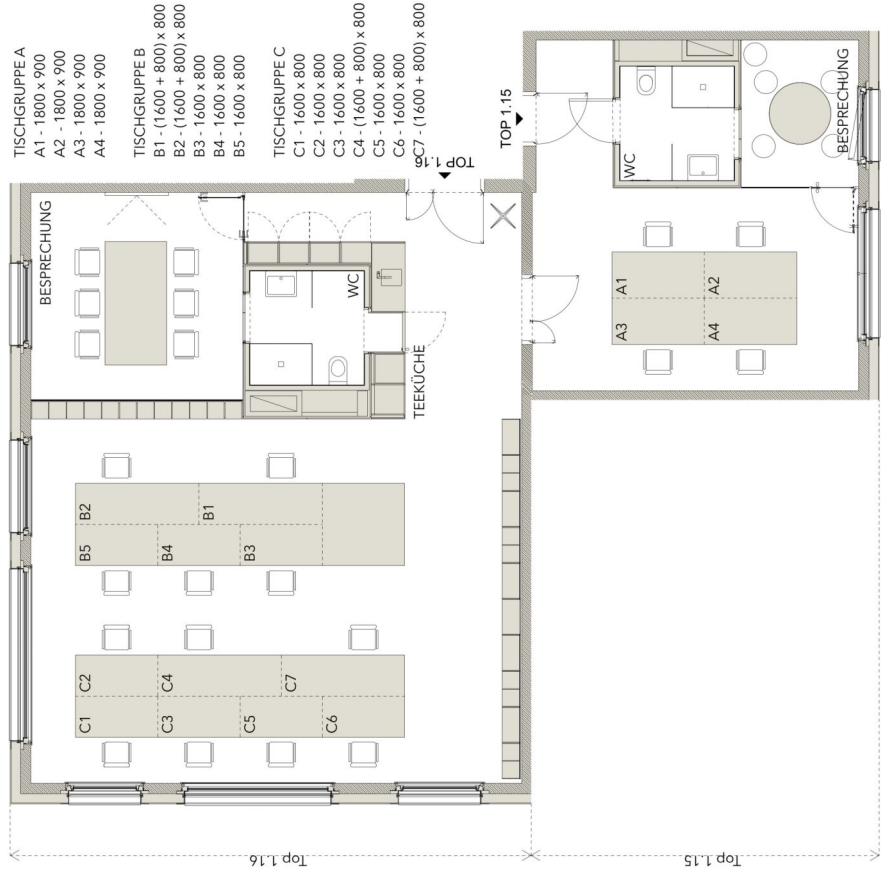 TISCHGRUPPE A
A1 - 1800 x 900
A2 - 1800 x 900
A3 - 1800 x 900
A4 - 1800 x 900
TISCHGRUPPE B
B1 - (1600 + 800) x 800
B2 - (1600 + 800) x 800
B3 - 1600 x 800
B4 - 1600 x 800
B5 - 1600 x 800
TISCHGRUPPE C
C1 - 1600 x 800
C2 - 1600 x 800
C3 - 1600 x 800
C4 - (1600 + 800) x 800
C5 - 1600 x 800
C6 - 1600 x 800
C7 - (1600 + 800) x 800
TOP 1.16
TOP 1.15
BESPRECHUNG
WC
TEEKÜCHE
B2
B1
B5
B4
B3
C2
C4
C7
C1
C3
C5
C6
WC
BESPRECHUNG
A1
A2
A3
A4
Top 1.16
Top 1.15